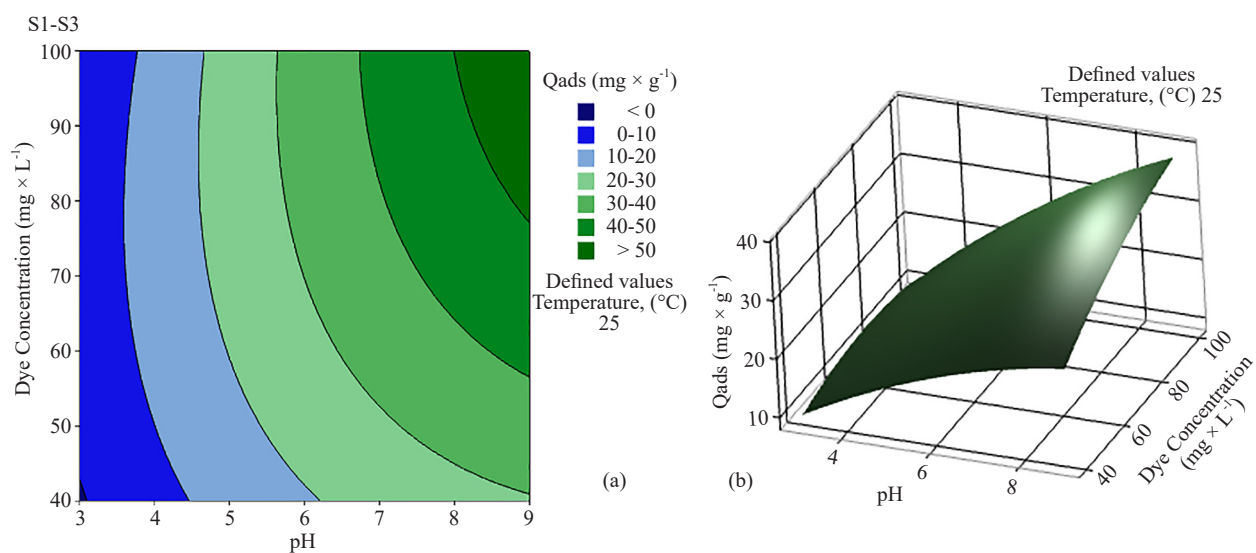 S1-S3
100
90
80
70
60
50
40
Dye Concentration (mg × L⁻¹)
3 4 5 6 7 8 9
pH
Qads (mg × g⁻¹)
< 0
0-10
10-20
20-30
30-40
40-50
> 50
Defined values
Temperature, (°C)
25
(a)
Defined values
Temperature, (°C) 25
40
30
20
10
Qads (mg × g⁻¹)
4 6 8
pH
40 60 80 100
Dye Concentration
(mg × L⁻¹)
(b)